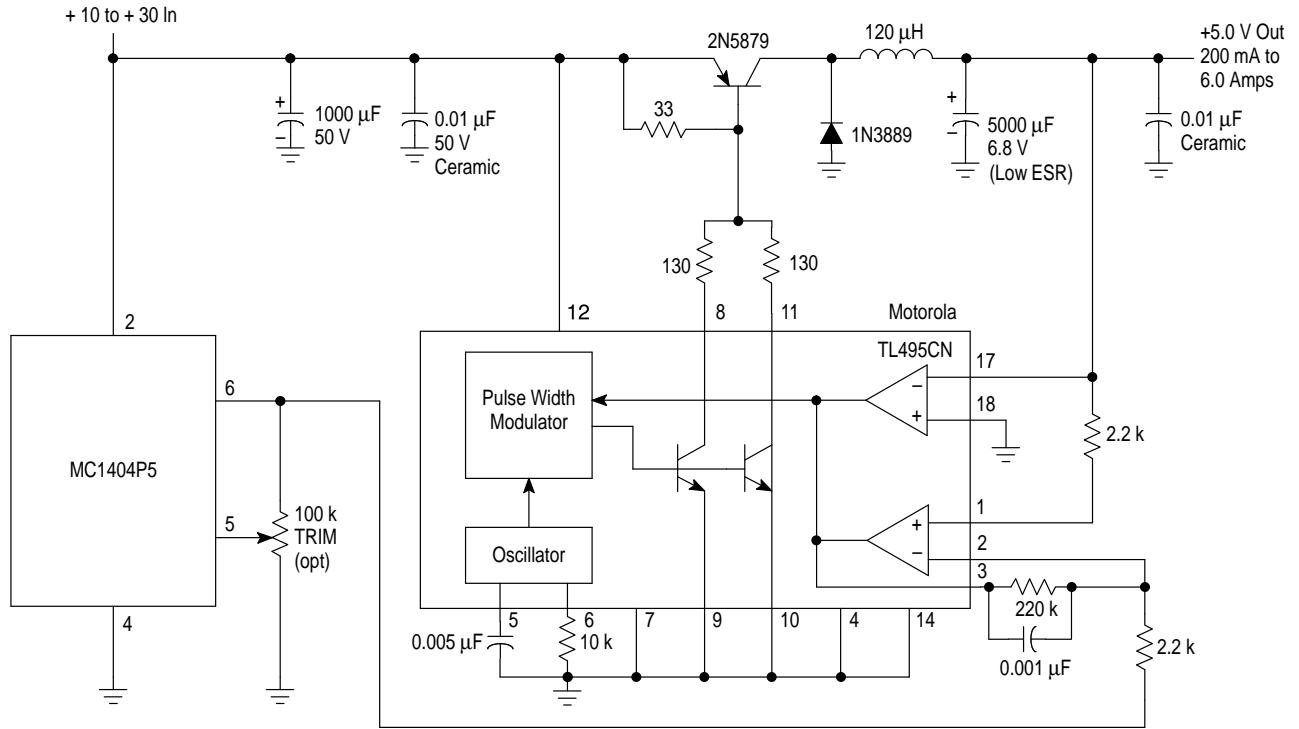 + 10 to + 30 In
2N5879
120 μH
+5.0 V Out
200 mA to
6.0 Amps
+
−
1000 μF
50 V
0.01 μF
50 V
Ceramic
33
1N3889
+
−
5000 μF
6.8 V
(Low ESR)
0.01 μF
Ceramic
130
130
2
12
8
11
Motorola
TL495CN
17
−
+
18
2.2 k
6
Pulse Width
Modulator
MC1404P5
5
100 k
TRIM
(opt)
Oscillator
1
+
2
−
3
220 k
0.001 μF
2.2 k
4
5
6
7
9
10
4
14
0.005 μF
10 k